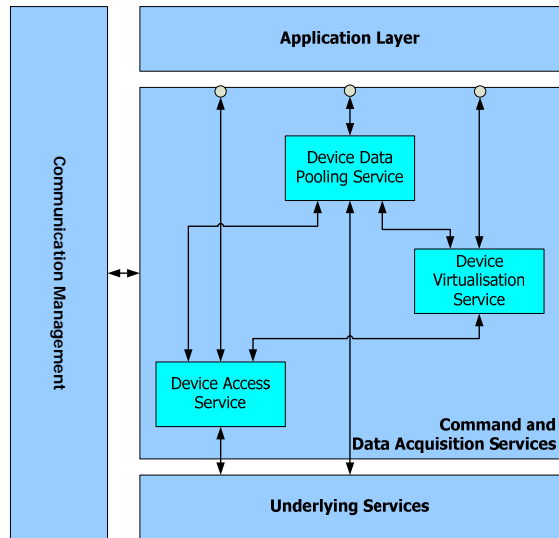 Application Layer
Communication Management
Device Data
Pooling Service
Device
Virtualisation
Service
Device Access
Service
Command and
Data Acquisition Services
Underlying Services